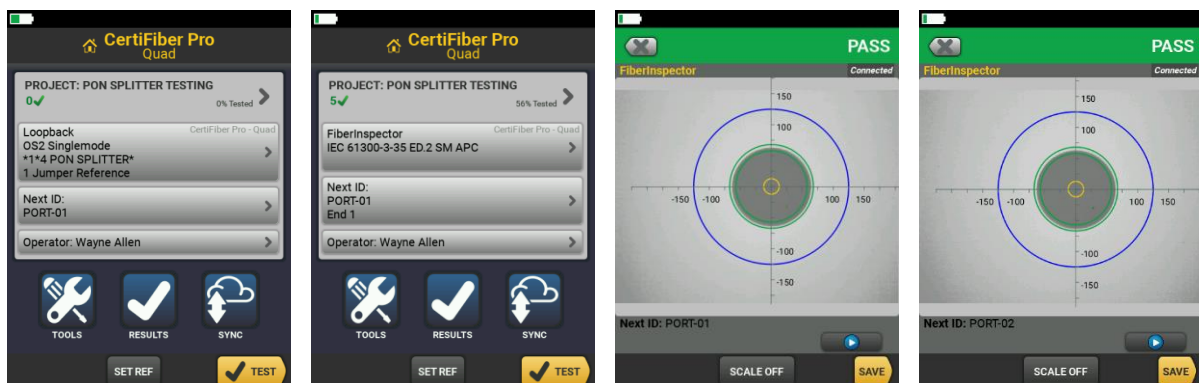 CertiFiber Pro
Quad
PROJECT: PON SPLITTER TESTING
0
0% Tested
Loopback
CertiFiber Pro - Quad
OS2 Singlemode
*1*4 PON SPLITTER*
1 Jumper Reference
Next ID:
PORT-01
Operator: Wayne Allen
TOOLS
RESULTS
SYNC
SET REF
TEST
CertiFiber Pro
Quad
PROJECT: PON SPLITTER TESTING
5
56% Tested
FiberInspector
CertiFiber Pro - Quad
IEC 61300-3-35 ED.2 SM APC
Next ID:
PORT-01
End 1
Operator: Wayne Allen
TOOLS
RESULTS
SYNC
SET REF
TEST
PASS
FiberInspector
Connected
150
100
-150 -100 100 150
-100
-150
Next ID: PORT-01
SCALE OFF
SAVE
PASS
FiberInspector
Connected
150
100
-150 -100 100 150
-100
-150
Next ID: PORT-02
SCALE OFF
SAVE